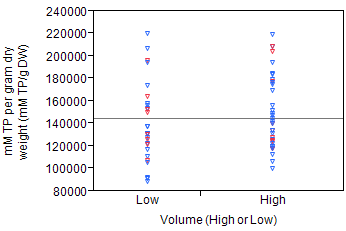 240000
220000
200000
180000
160000
140000
120000
100000
80000
mM TP per gram dry
weight (mM TP/g DW)
Low
High
Volume (High or Low)